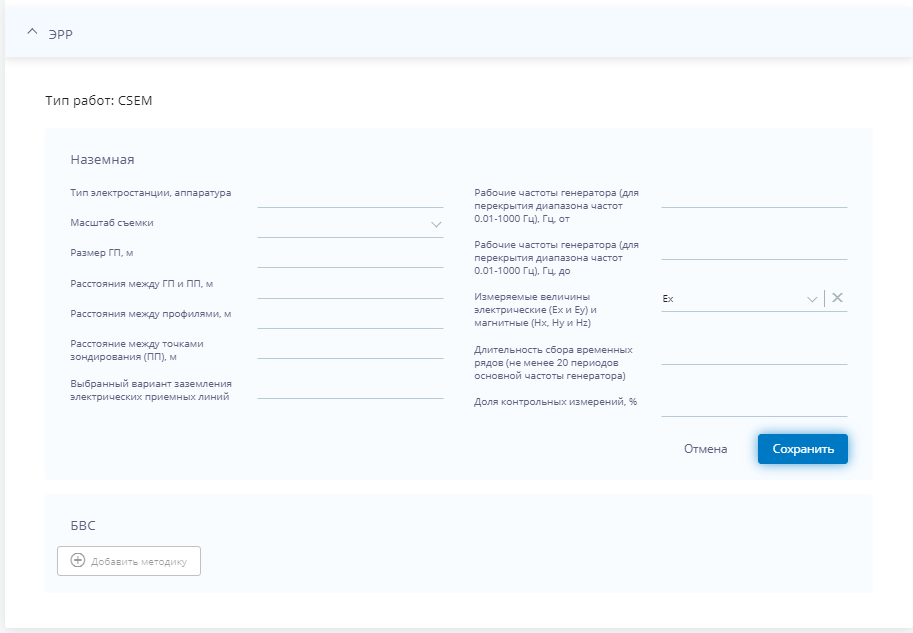 ЭРР
Тип работ: CSEM
Наземная
Тип электростанции, аппаратура
Масштаб съемки
Размер ГП, м
Расстояния между ГП и ПП, м
Расстояния между профилями, м
Расстояние между точками
зондирования (ПП), м
Выбранный вариант заземления
электрических приемных линий
Рабочие частоты генератора (для
перекрытия диапазона частот
0.01-1000 Гц), Гц, от
Рабочие частоты генератора (для
перекрытия диапазона частот
0.01-1000 Гц), Гц, до
Измеряемые величины
электрические (Ex и Ey) и
магнитные (Hx, Hy и Hz)
Ex
Длительность сбора временных
рядов (не менее 20 периодов
основной частоты генератора)
Доля контрольных измерений, %
Отмена
Сохранить
БВС
Добавить методику